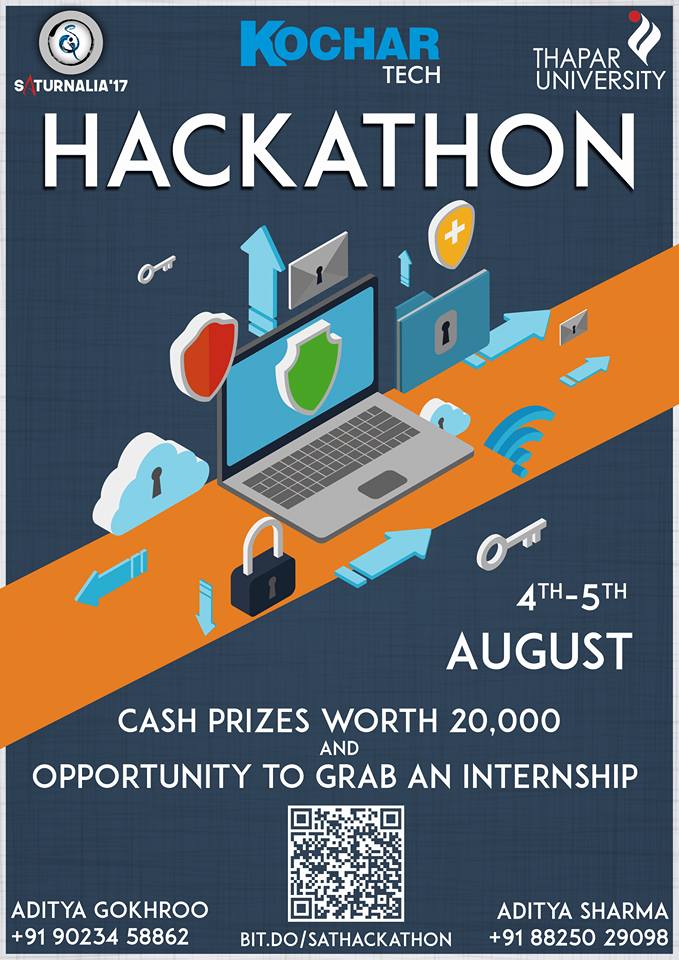 SATURNALIA'17
KOCHAR
TECH
THAPAR
UNIVERSITY
HACKATHON
4TH-5TH
AUGUST
CASH PRIZES WORTH 20,000
AND
OPPORTUNITY TO GRAB AN INTERNSHIP
ADITYA GOKHROO
+91 90234 58862
BIT.DO/SATHACKATHON
ADITYA SHARMA
+91 88250 29098